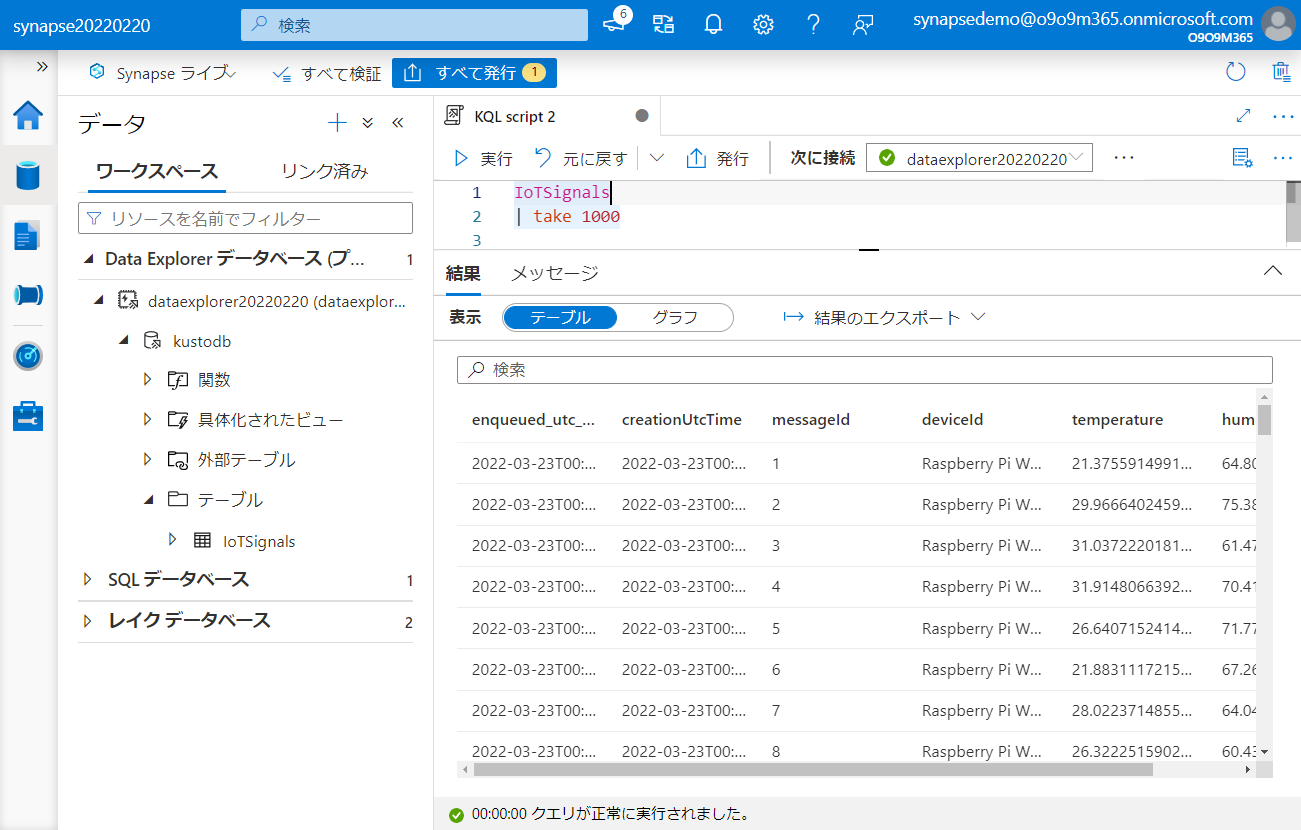 synapse20220220
検索
6
synapsedemo@o9o9m365.onmicrosoft.com
O9O9M365
Synapse ライブ
すべて検証
すべて発行 1
データ
ワークスペース
リンク済み
リソースを名前でフィルター
Data Explorer データベース (プ... 1
dataexplorer20220220 (dataexplor...
kustodb
関数
具体化されたビュー
外部テーブル
テーブル
IoTSignals
SQL データベース 1
レイク データベース 2
KQL script 2
実行 元に戻す 発行 次に接続 dataexplorer20220220
1 IoTSignals
2 | take 1000
3
結果 メッセージ
表示 テーブル グラフ 結果のエクスポート
検索
enqueued_utc_... creationUtcTime messageId deviceId temperature hum
2022-03-23T00:... 2022-03-23T00:... 1 Raspberry Pi W... 21.3755914991... 64.80
2022-03-23T00:... 2022-03-23T00:... 2 Raspberry Pi W... 29.9666402459... 75.38
2022-03-23T00:... 2022-03-23T00:... 3 Raspberry Pi W... 31.0372220181... 61.47
2022-03-23T00:... 2022-03-23T00:... 4 Raspberry Pi W... 31.9148066392... 70.41
2022-03-23T00:... 2022-03-23T00:... 5 Raspberry Pi W... 26.6407152414... 71.77
2022-03-23T00:... 2022-03-23T00:... 6 Raspberry Pi W... 21.8831117215... 67.26
2022-03-23T00:... 2022-03-23T00:... 7 Raspberry Pi W... 28.0223714855... 64.04
2022-03-23T00:... 2022-03-23T00:... 8 Raspberry Pi W... 26.3222515902... 60.43
00:00:00 クエリが正常に実行されました。